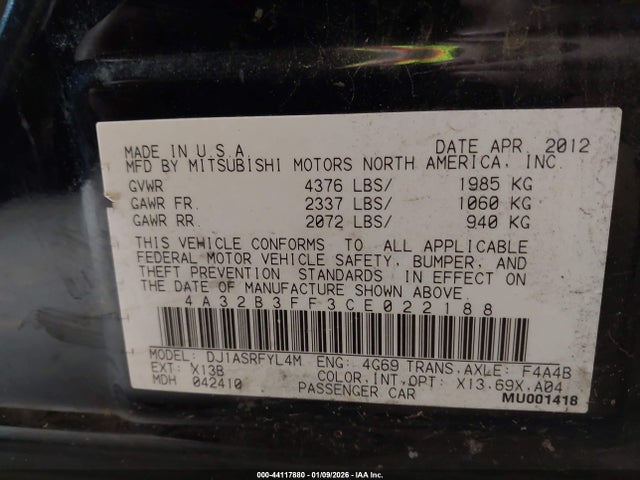 MADE IN U.S.A. DATE APR. 2012
MFD BY MITSUBISHI MOTORS NORTH AMERICA, INC.
GVWR 4376 LBS/ 1985 KG
GAWR FR. 2337 LBS/ 1060 KG
GAWR RR. 2072 LBS/ 940 KG
THIS VEHICLE CONFORMS TO ALL APPLICABLE
FEDERAL MOTOR VEHICLE SAFETY, BUMPER, AND
THEFT PREVENTION STANDARDS IN EFFECT ON
THE DATE OF MANUFACTURE SHOWN ABOVE.
4A32B3FF3CE022188
MODEL: DJ1ASRFYL4M ENG: 4G69 TRANS.AXLE: F4A4B
EXT: X13B COLOR.INT.OPT: X13.69X.A04
MDH 042410 PASSENGER CAR
MU001418
000-44117880 - 01/09/2026 - IAA Inc.